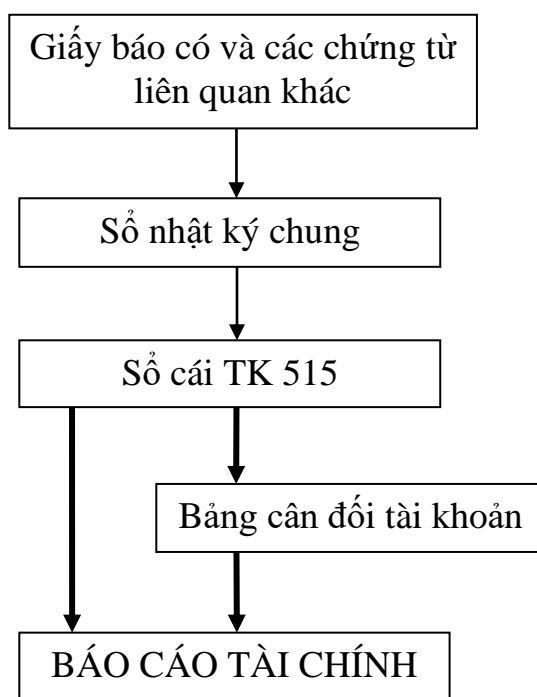 Giấy báo có và các chứng từ
liên quan khác
Sổ nhật ký chung
Sổ cái TK 515
Bảng cân đối tài khoản
BÁO CÁO TÀI CHÍNH